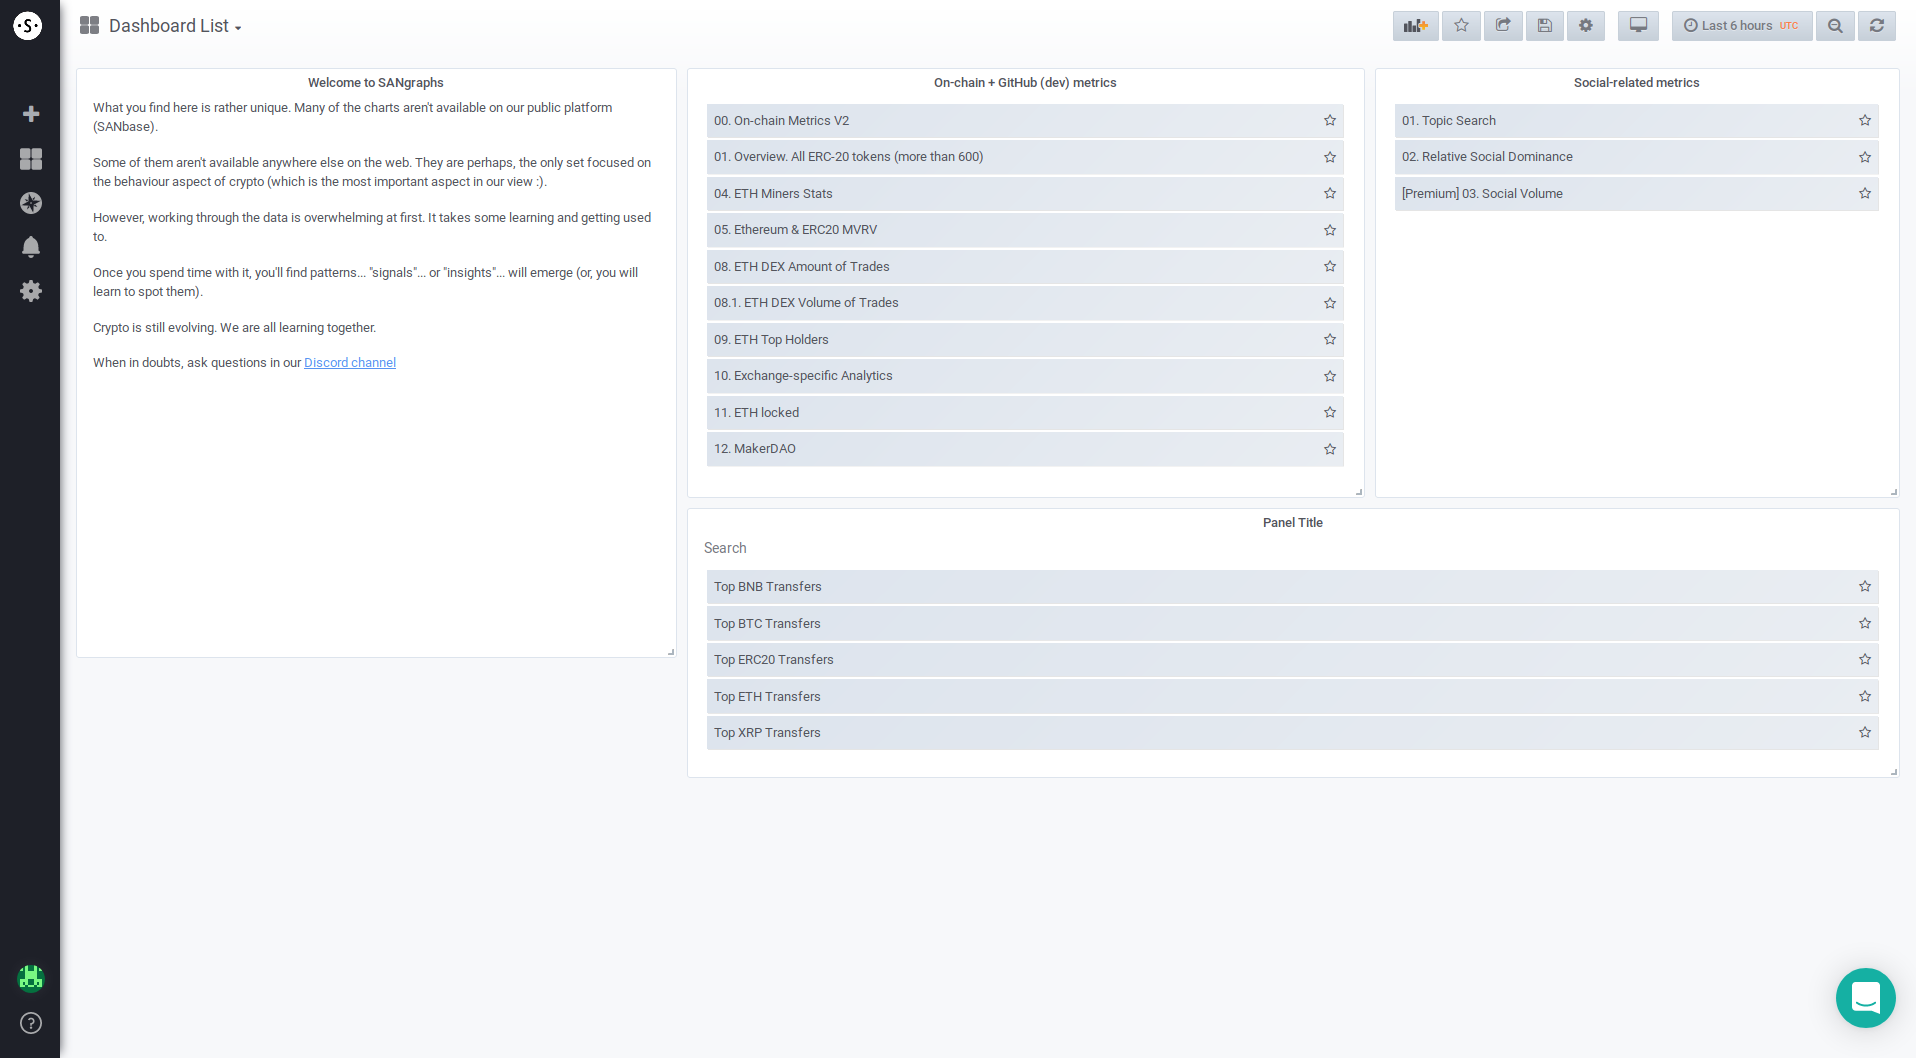 Dashboard List
Last 6 hours UTC
Welcome to SANgraphs
What you find here is rather unique. Many of the charts aren't available on our public platform
(SANbase).
Some of them aren't available anywhere else on the web. They are perhaps, the only set focused on
the behaviour aspect of crypto (which is the most important aspect in our view :).
However, working through the data is overwhelming at first. It takes some learning and getting used
to.
Once you spend time with it, you'll find patterns... "signals"... or "insights"... will emerge (or, you will
learn to spot them).
Crypto is still evolving. We are all learning together.
When in doubts, ask questions in our Discord channel
On-chain + GitHub (dev) metrics
00. On-chain Metrics V2
01. Overview. All ERC-20 tokens (more than 600)
04. ETH Miners Stats
05. Ethereum & ERC20 MVRV
08. ETH DEX Amount of Trades
08.1. ETH DEX Volume of Trades
09. ETH Top Holders
10. Exchange-specific Analytics
11. ETH locked
12. MakerDAO
Social-related metrics
01. Topic Search
02. Relative Social Dominance
[Premium] 03. Social Volume
Panel Title
Search
Top BNB Transfers
Top BTC Transfers
Top ERC20 Transfers
Top ETH Transfers
Top XRP Transfers